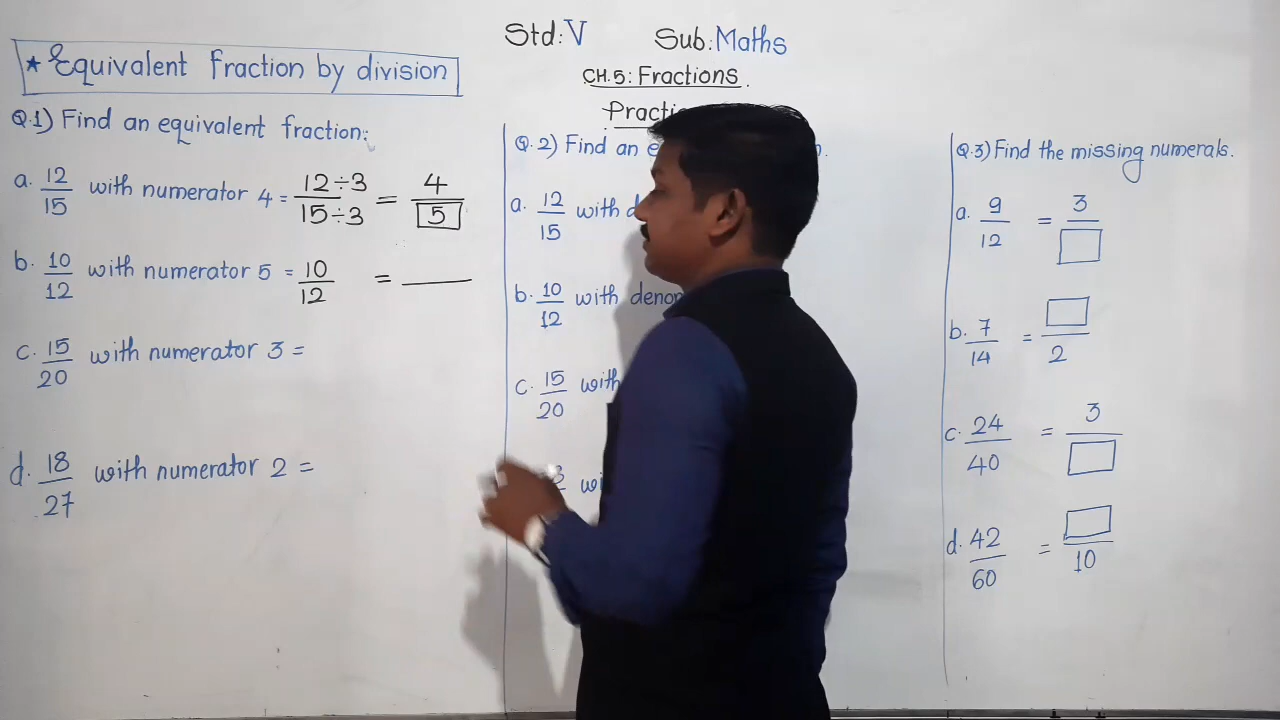 Std: V Sub: Maths
CH.5: Fractions.
★ Equivalent fraction by division
Q.1) Find an equivalent fraction:
a. 12/15 with numerator 4 = 12÷3/15÷3 = 4/5
b. 10/12 with numerator 5 = 10/12 = ___
c. 15/20 with numerator 3 =
d. 18/27 with numerator 2 =
Q.2) Find an
a. 12/15 with
b. 10/12 with
c. 15/20 with
Q.3) Find the missing numerals.
a. 9/12 = 3/□
b. 7/14 = □/2
c. 24/40 = 3/□
d. 42/60 = □/10